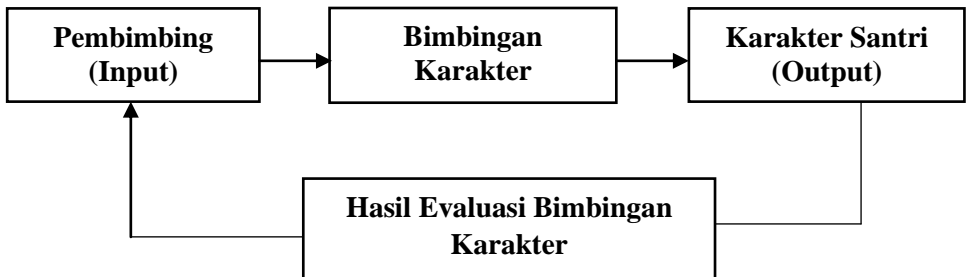 Pembimbing
(Input)
Bimbingan
Karakter
Karakter Santri
(Output)
Hasil Evaluasi Bimbingan
Karakter